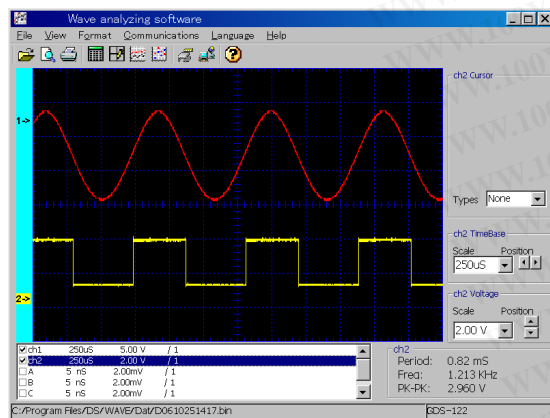 Wave analyzing software
File View Format Communications Language Help
ch2 Cursor
1->
Types None
ch2 TimeBase
Scale Position
250uS
ch2 Voltage
2->
Scale Position
2.00 V
ch1 250uS 5.00 V / 1
ch2 250uS 2.00 V / 1
A 5 nS 2.00mV / 1
B 5 nS 2.00mV / 1
C 5 nS 2.00mV / 1
ch2
Period: 0.82 mS
Freq: 1.213 KHz
PK-PK: 2.960 V
C:/Program Files/DS/WAVE/Dat/D0610251417.bin
GDS-122